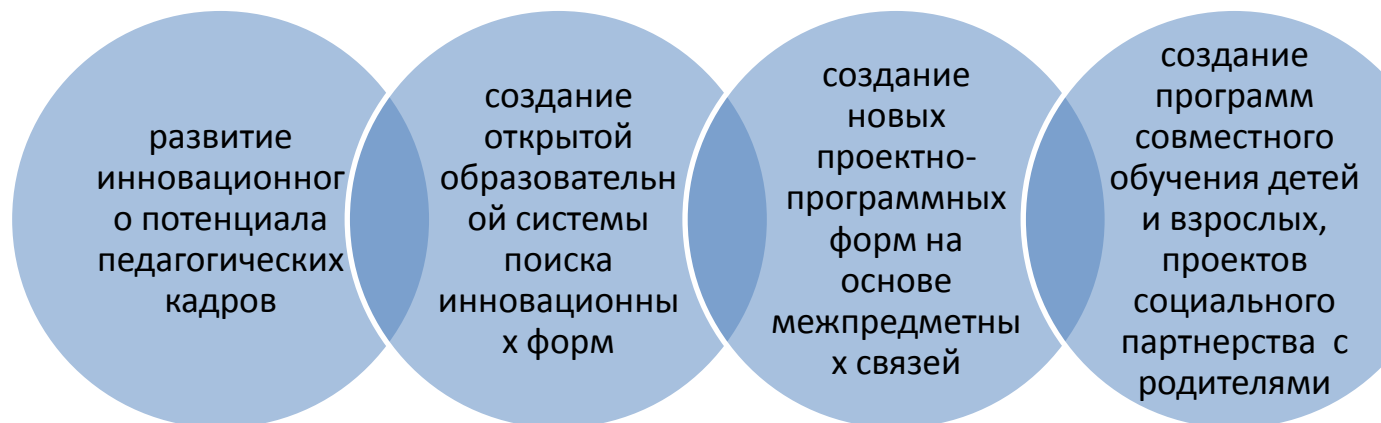 развитие
инновационног
о потенциала
педагогических
кадров
создание
открытой
образовательн
ой системы
поиска
инновационны
х форм
создание
новых
проектно-
программных
форм на
основе
межпредметны
х связей
создание
программ
совместного
обучения детей
и взрослых,
проектов
социального
партнерства с
родителями